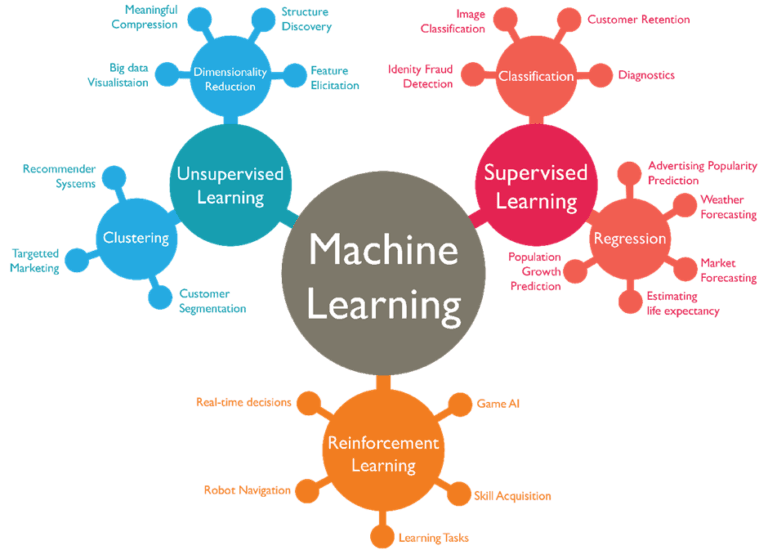 Meaningful
Compression
Structure
Discovery
Big data
Visualistaion
Dimensionality
Reduction
Feature
Elicitation
Unsupervised
Learning
Recommender
Systems
Clustering
Targetted
Marketing
Customer
Segmentation
Machine
Learning
Image
Classification
Customer Retention
Idenity Fraud
Detection
Classification
Diagnostics
Supervised
Learning
Advertising Popularity
Prediction
Weather
Forecasting
Regression
Population
Growth
Prediction
Market
Forecasting
Estimating
life expectancy
Real-time decisions
Game AI
Reinforcement
Learning
Robot Navigation
Skill Acquisition
Learning Tasks